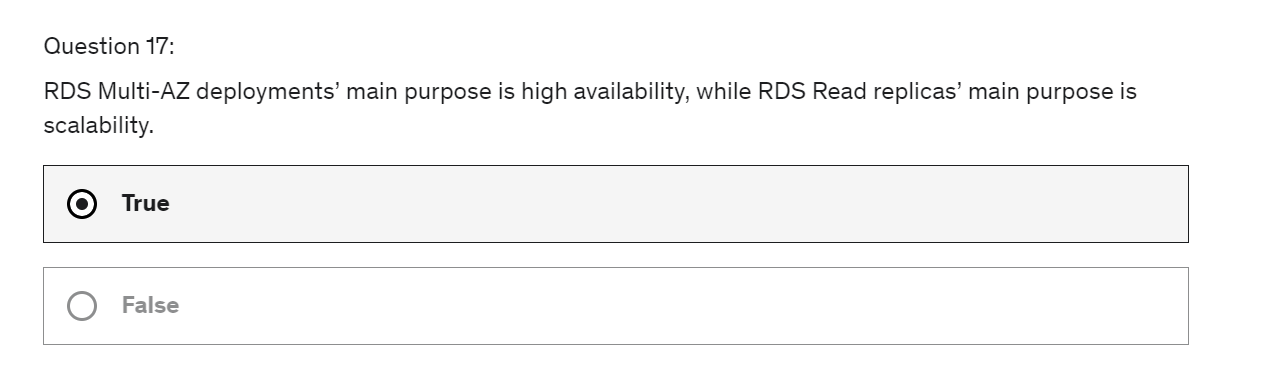 Question 17:
RDS Multi-AZ deployments’ main purpose is high availability, while RDS Read replicas’ main purpose is
scalability.
True
False